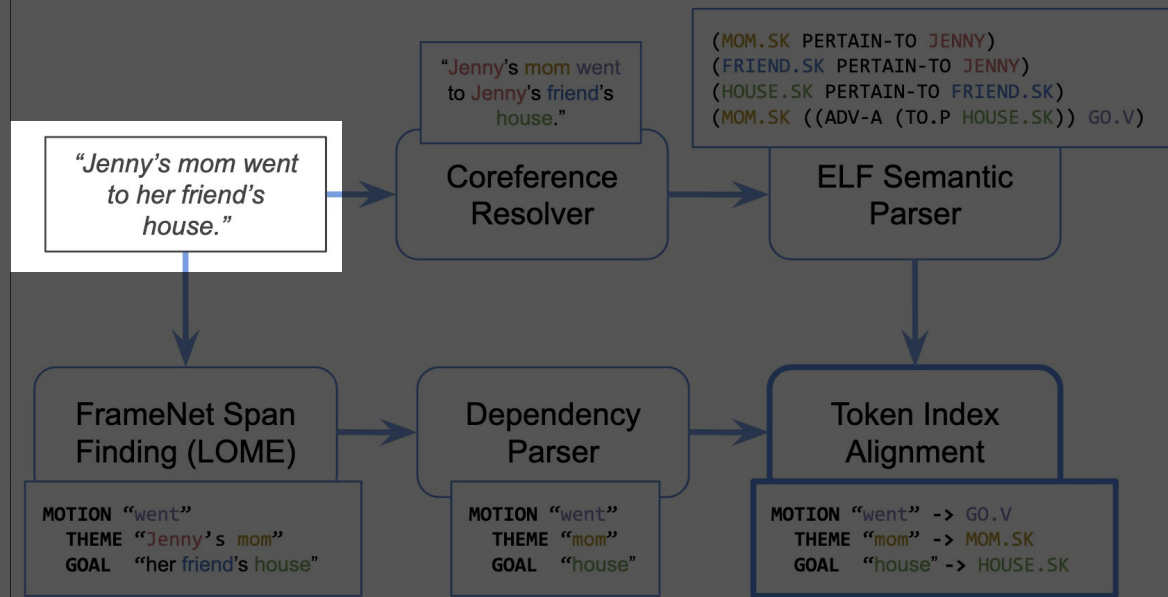 “Jenny’s mom went
to her friend’s
house.”
“Jenny’s mom went
to Jenny’s friend’s
house.”
Coreference
Resolver
(MOM.SK PERTAIN-TO JENNY)
(FRIEND.SK PERTAIN-TO JENNY)
(HOUSE.SK PERTAIN-TO FRIEND.SK)
(MOM.SK ((ADV-A (TO.P HOUSE.SK)) GO.V)
ELF Semantic
Parser
FrameNet Span
Finding (LOME)
MOTION “went”
THEME “Jenny’s mom”
GOAL “her friend’s house”
Dependency
Parser
MOTION “went”
THEME “mom”
GOAL “house”
Token Index
Alignment
MOTION “went” -> GO.V
THEME “mom” -> MOM.SK
GOAL “house” -> HOUSE.SK